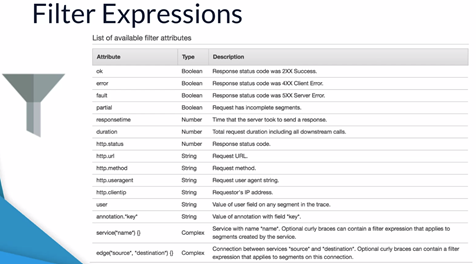 Filter Expressions
List of available filter attributes
Attribute Type Description
ok Boolean Response status code was 2XX Success.
error Boolean Response status code was 4XX Client Error.
fault Boolean Response status code was 5XX Server Error.
partial Boolean Request has incomplete segments.
responsetime Number Time that the server took to send a response.
duration Number Total request duration including all downstream calls.
http.status Number Response status code.
http.url String Request URL.
http.method String Request method.
http.useragent String Request user agent string.
http.clientip String Requestor's IP address.
user String Value of user field on any segment in the trace.
annotation."key" String Value of annotation with field "key".
service("name") {} Complex Service with name "name". Optional curly braces can contain a filter expression that applies to
segments created by the service.
edge("source", "destination") {} Complex Connection between services "source" and "destination". Optional curly braces can contain a filter
expression that applies to segments on this connection.